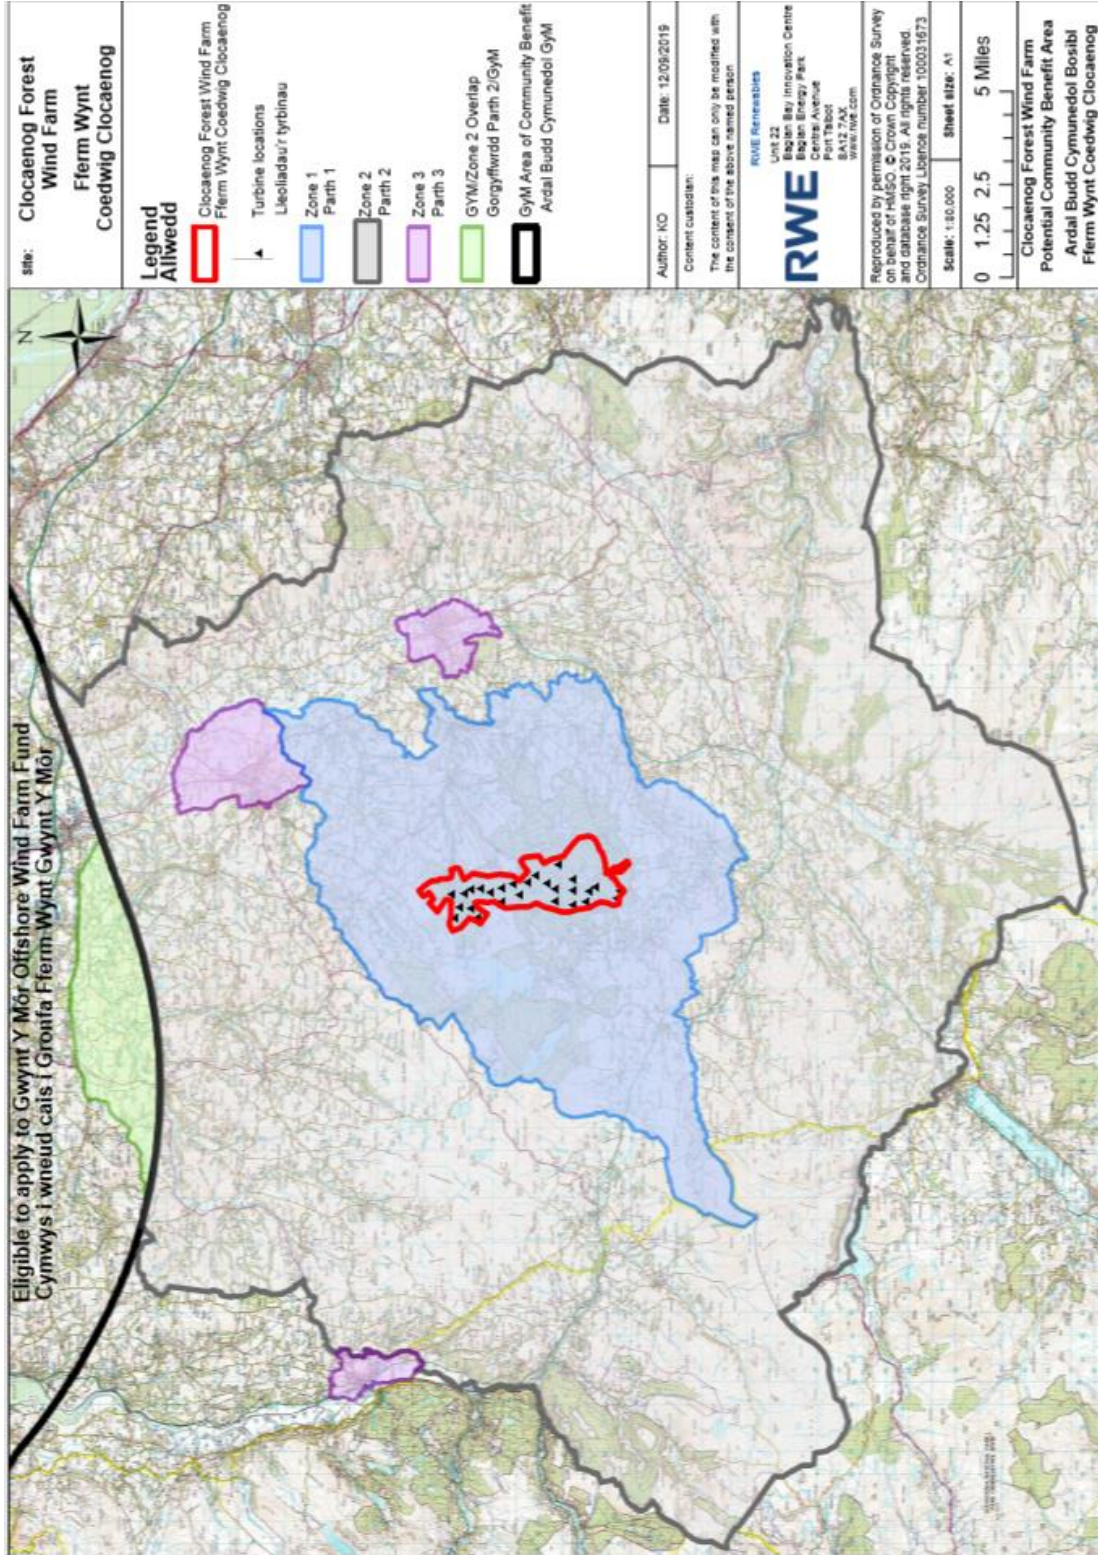 Eligible to apply to Gwynt Y Môr Offshore Wind Farm Fund
Cymwys i wneud cais i Gronfa Fferm Wynt Gwynt Y Môr
N
Site:
Clocaenog Forest
Wind Farm
Fferm Wynt
Coedwig Clocaenog
Legend
Allwedd
Clocaenog Forest Wind Farm
Fferm Wynt Coedwig Clocaenog
Turbine locations
Lleoliadau'r tyrbinau
Zone 1
Parth 1
Zone 2
Parth 2
Zone 3
Parth 3
GYM/Zone 2 Overlap
Gorgyffwrdd Parth 2/GyM
GyM Area of Community Benefit
Ardal Budd Cymunedol GyM
Author: KO
Date: 12/09/2019
Content custodian:
The content of this map can only be modified with
the consent of the above named person
RWE
RWE Renewables
Unit 22
Baglan Bay Innovation Centre
Baglan Energy Park
Central Avenue
Port Talbot
SA12 7AX
www.rwe.com
Reproduced by permission of Ordnance Survey
on behalf of HMSO. © Crown Copyright
and database right 2019. All rights reserved.
Ordnance Survey Licence number 100031673
Scale: 1:80,000
Sheet size: A1
0 1.25 2.5 5 Miles
Clocaenog Forest Wind Farm
Potential Community Benefit Area
Ardal Budd Cymunedol Bosibl
Fferm Wynt Coedwig Clocaenog